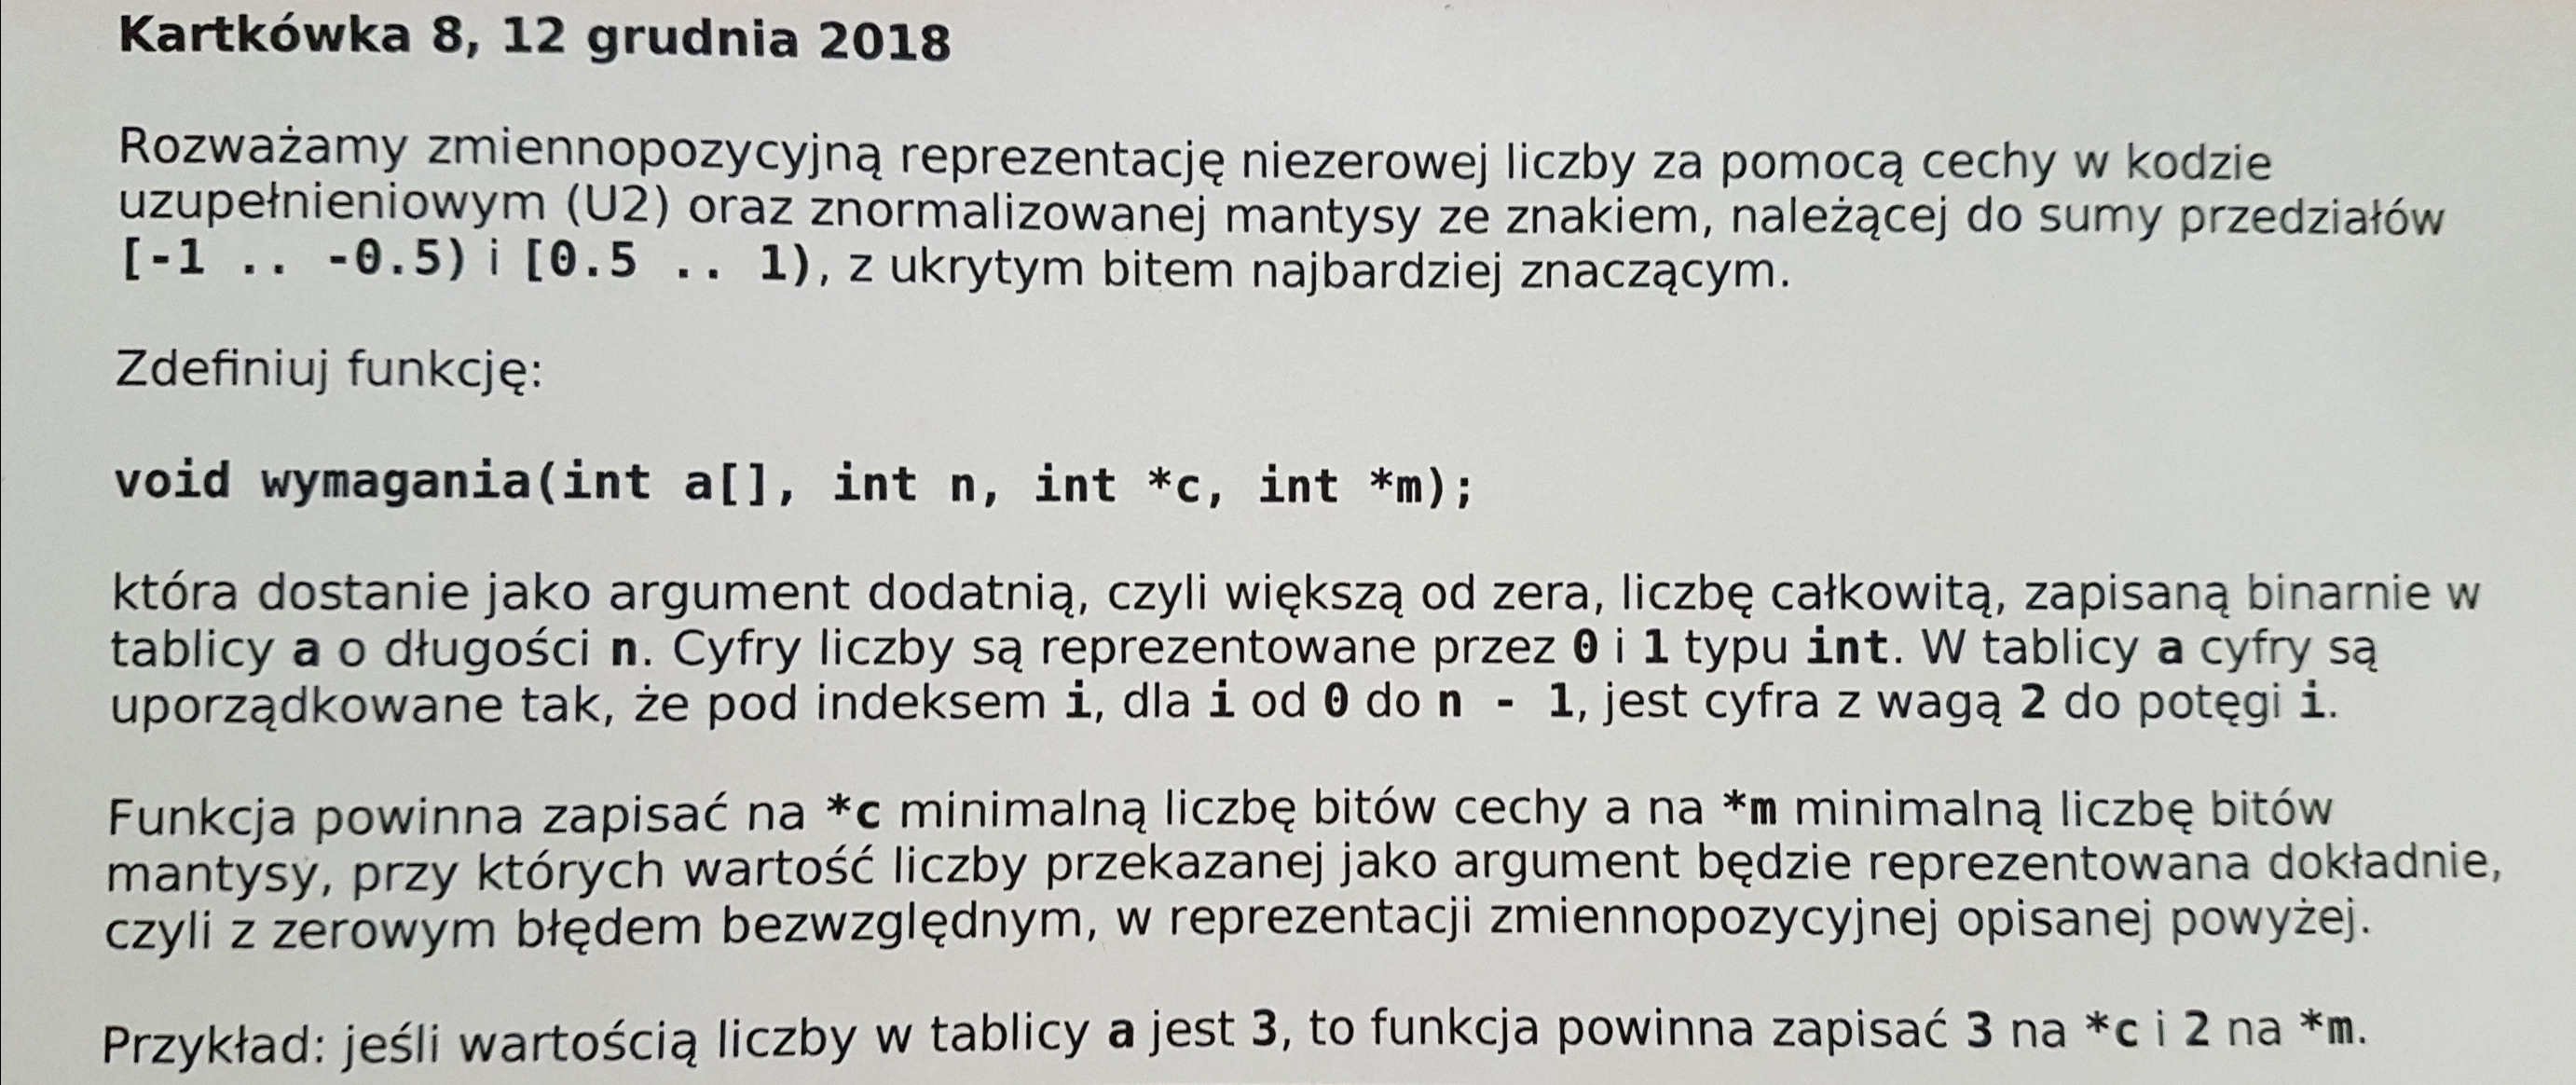 Kartkówka 8, 12 grudnia 2018
Rozważamy zmiennopozycyjną reprezentację niezerowej liczby za pomocą cechy w kodzie
uzupełnieniowym (U2) oraz znormalizowanej mantysy ze znakiem, należącej do sumy przedziałów
[-1 .. -0.5) i [0.5 .. 1), z ukrytym bitem najbardziej znaczącym.
Zdefiniuj funkcję:
void wymagania(int a[], int n, int *c, int *m);
która dostanie jako argument dodatnią, czyli większą od zera, liczbę całkowitą, zapisaną binarnie w
tablicy a o długości n. Cyfry liczby są reprezentowane przez 0 i 1 typu int. W tablicy a cyfry są
uporządkowane tak, że pod indeksem i, dla i od 0 do n - 1, jest cyfra z wagą 2 do potęgi i.
Funkcja powinna zapisać na *c minimalną liczbę bitów cechy a na *m minimalną liczbę bitów
mantysy, przy których wartość liczby przekazanej jako argument będzie reprezentowana dokładnie,
czyli z zerowym błędem bezwzględnym, w reprezentacji zmiennopozycyjnej opisanej powyżej.
Przykład: jeśli wartością liczby w tablicy a jest 3, to funkcja powinna zapisać 3 na *c i 2 na *m.